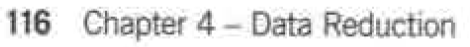 116 Chapter 4 – Data Reduction